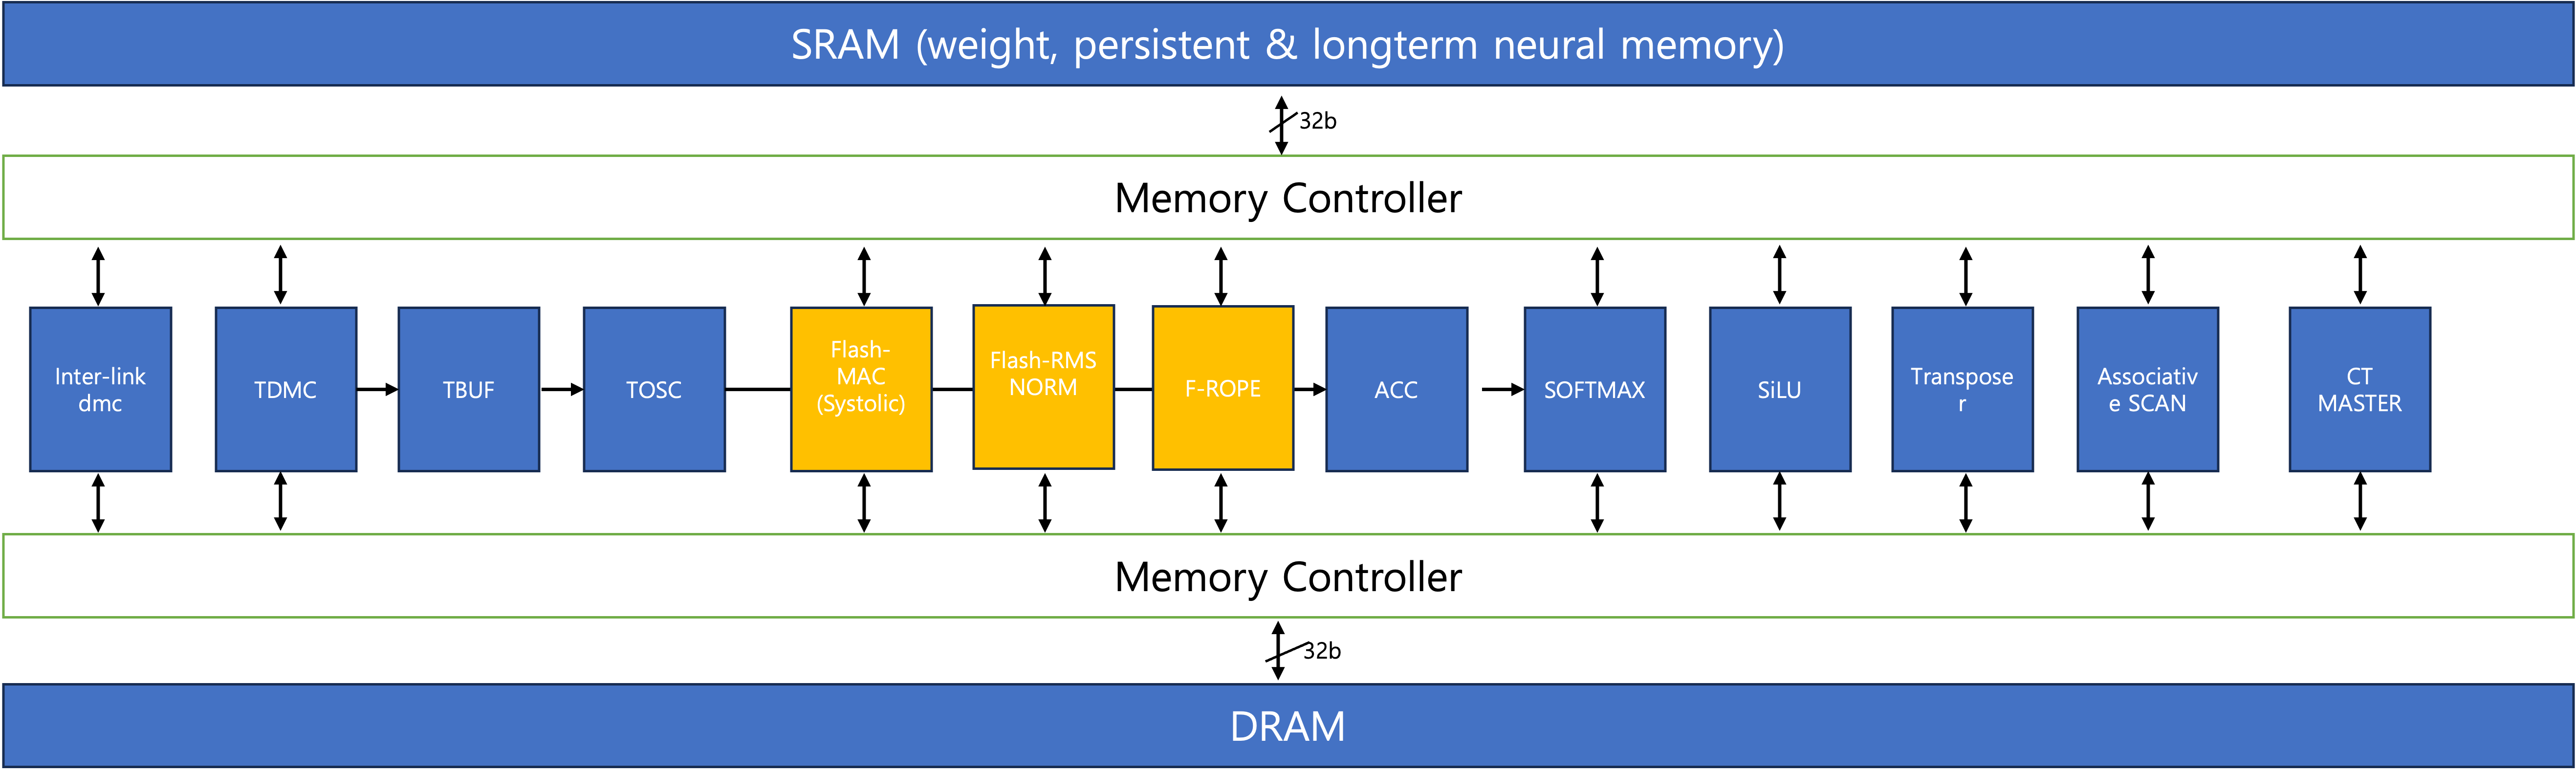 SRAM (weight, persistent & longterm neural memory)
32b
Memory Controller
Inter-link
dmc
TDMC
TBUF
TOSC
Flash-
MAC
(Systolic)
Flash-RMS
NORM
F-ROPE
ACC
SOFTMAX
SiLU
Transpose
r
Associativ
e SCAN
CT
MASTER
Memory Controller
32b
DRAM